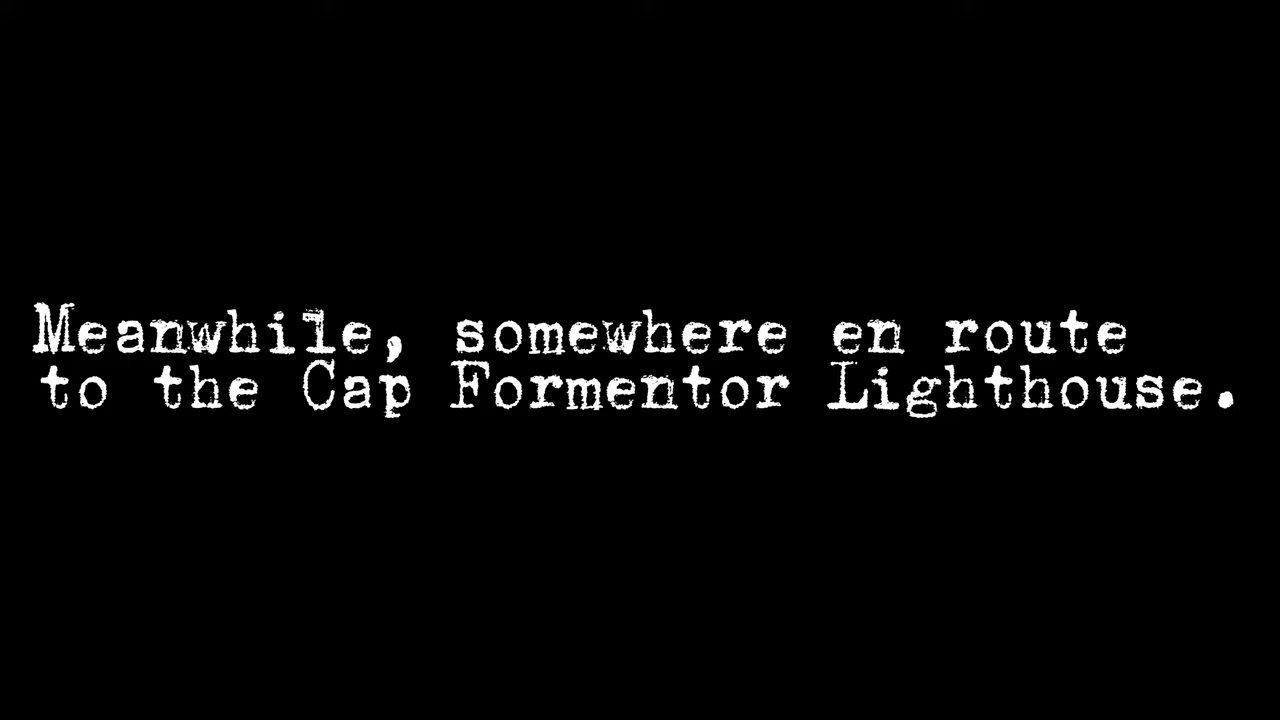 Meanwhile, somewhere en route
to the Cap Formentor Lighthouse.